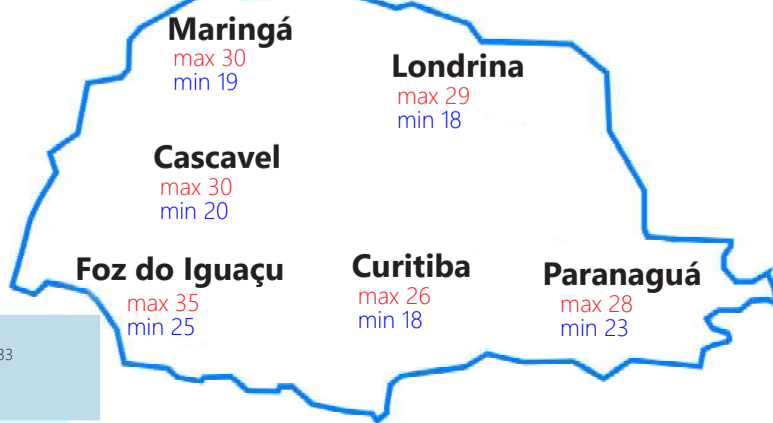 Maringá
max 30
min 19
Londrina
max 29
min 18
Cascavel
max 30
min 20
Foz do Iguaçu
max 35
min 25
Curitiba
max 26
min 18
Paranaguá
max 28
min 23